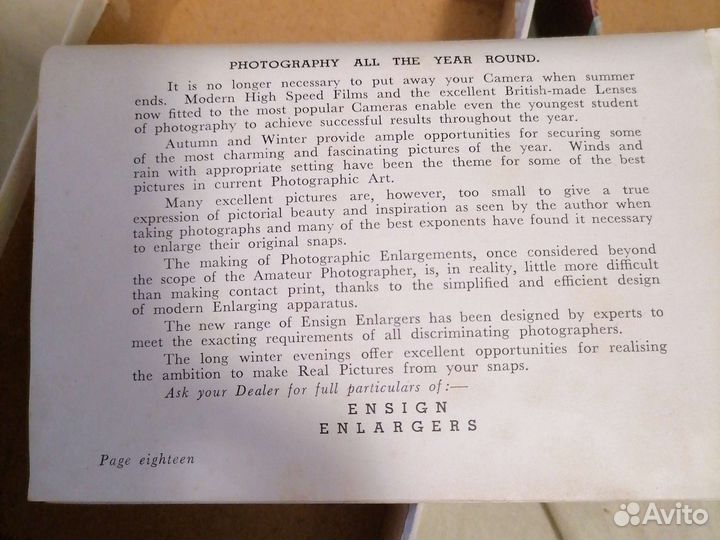 PHOTOGRAPHY ALL THE YEAR ROUND.
It is no longer necessary to put away your Camera when summer
ends. Modern High Speed Films and the excellent British-made Lenses
now fitted to the most popular Cameras enable even the youngest student
of photography to achieve successful results throughout the year.
Autumn and Winter provide ample opportunities for securing some
of the most charming and fascinating pictures of the year. Winds and
rain with appropriate setting have been the theme for some of the best
pictures in current Photographic Art.
Many excellent pictures are, however, too small to give a true
expression of pictorial beauty and inspiration as seen by the author when
taking photographs and many of the best exponents have found it necessary
to enlarge their original snaps.
The making of Photographic Enlargements, once considered beyond
the scope of the Amateur Photographer, is, in reality, little more difficult
than making contact print, thanks to the simplified and efficient design
of modern Enlarging apparatus.
The new range of Ensign Enlargers has been designed by experts to
meet the exacting requirements of all discriminating photographers.
The long winter evenings offer excellent opportunities for realising
the ambition to make Real Pictures from your snaps.
Ask your Dealer for full particulars of:—
ENSIGN
ENLARGERS
Page eighteen
Avito